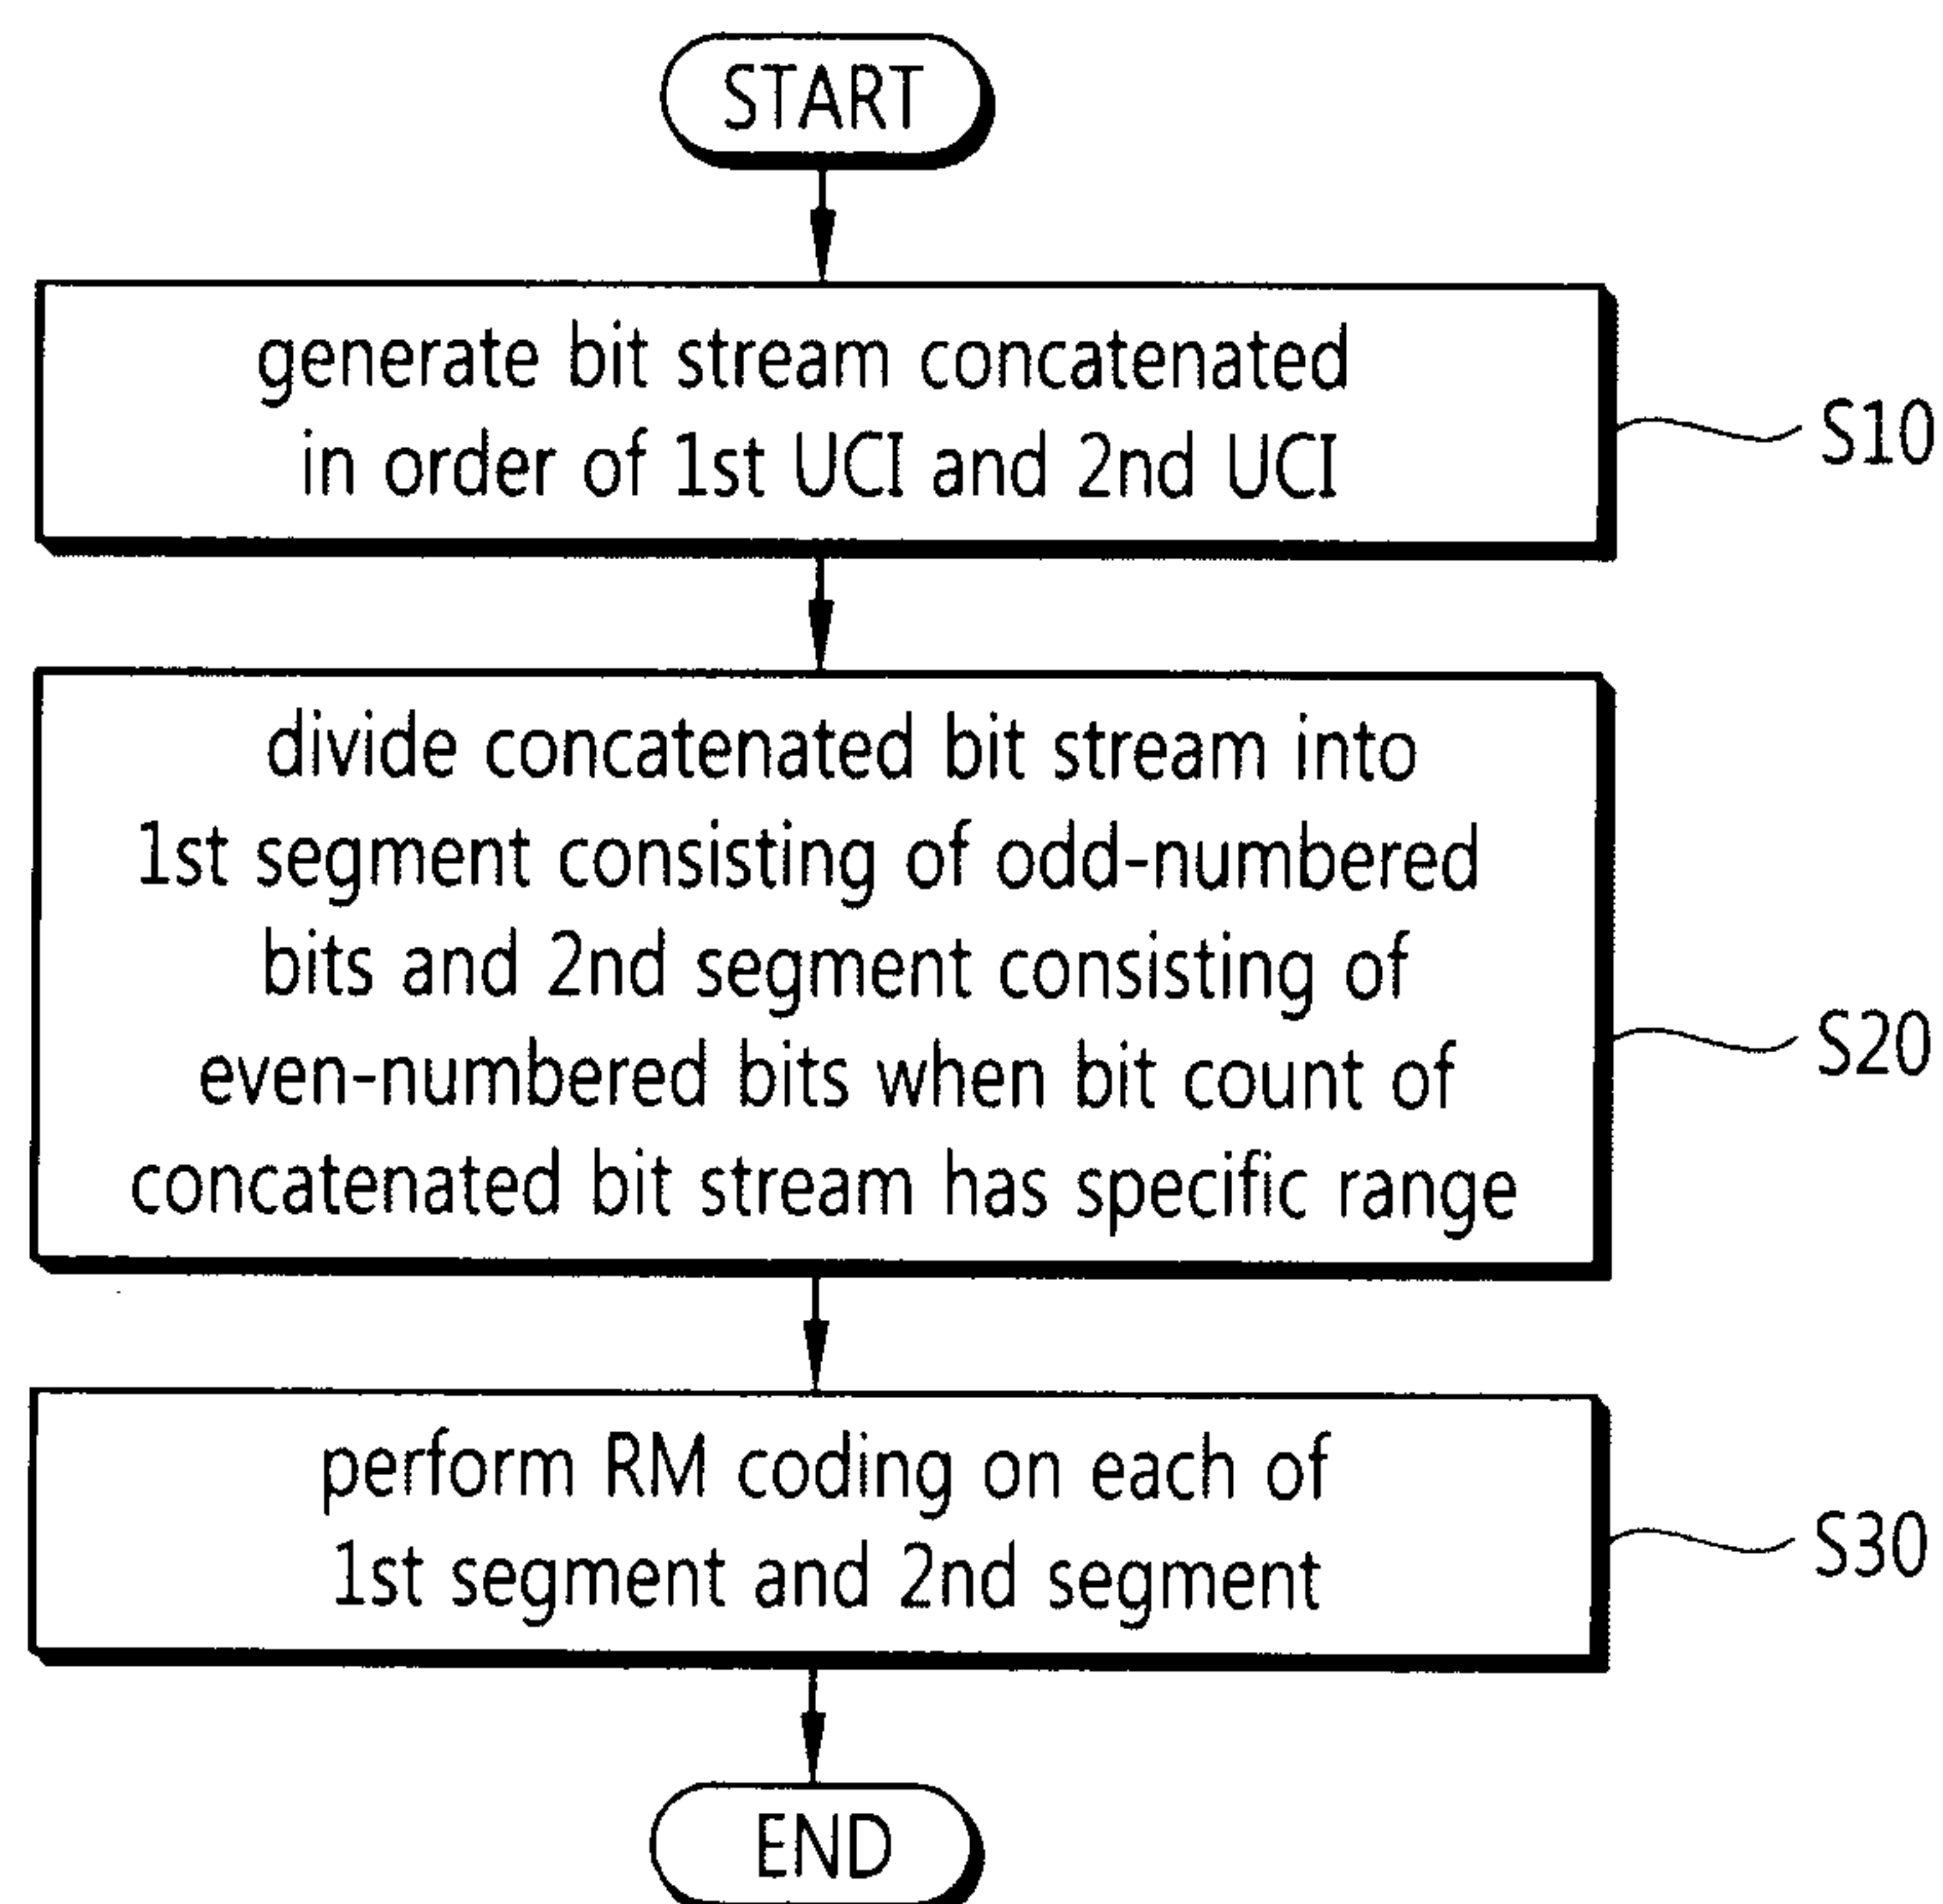 START
generate bit stream concatenated
in order of 1st UCI and 2nd UCI
S10
divide concatenated bit stream into
1st segment consisting of odd-numbered
bits and 2nd segment consisting of
even-numbered bits when bit count of
concatenated bit stream has specific range
S20
perform RM coding on each of
1st segment and 2nd segment
S30
END